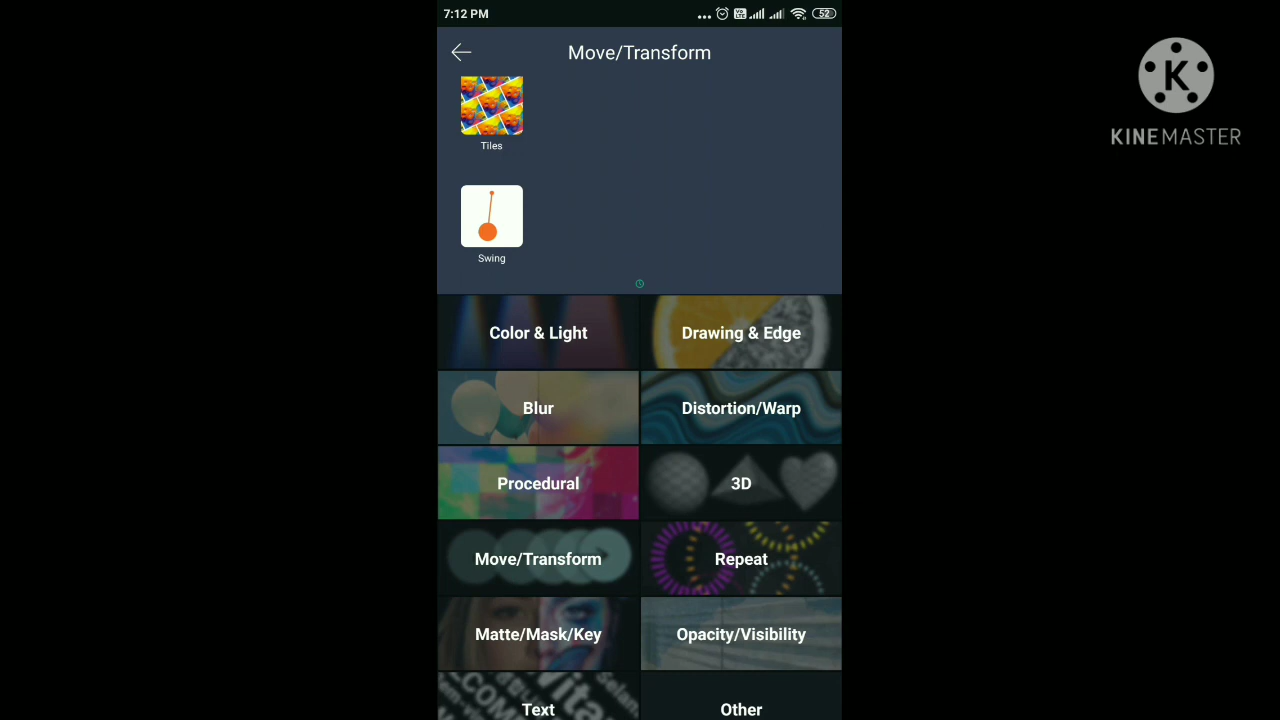 7:12 PM
52
Move/Transform
KINEMASTER
K
Tiles
Swing
Color & Light
Drawing & Edge
Blur
Distortion/Warp
Procedural
3D
Move/Transform
Repeat
Matte/Mask/Key
Opacity/Visibility
Text
Other